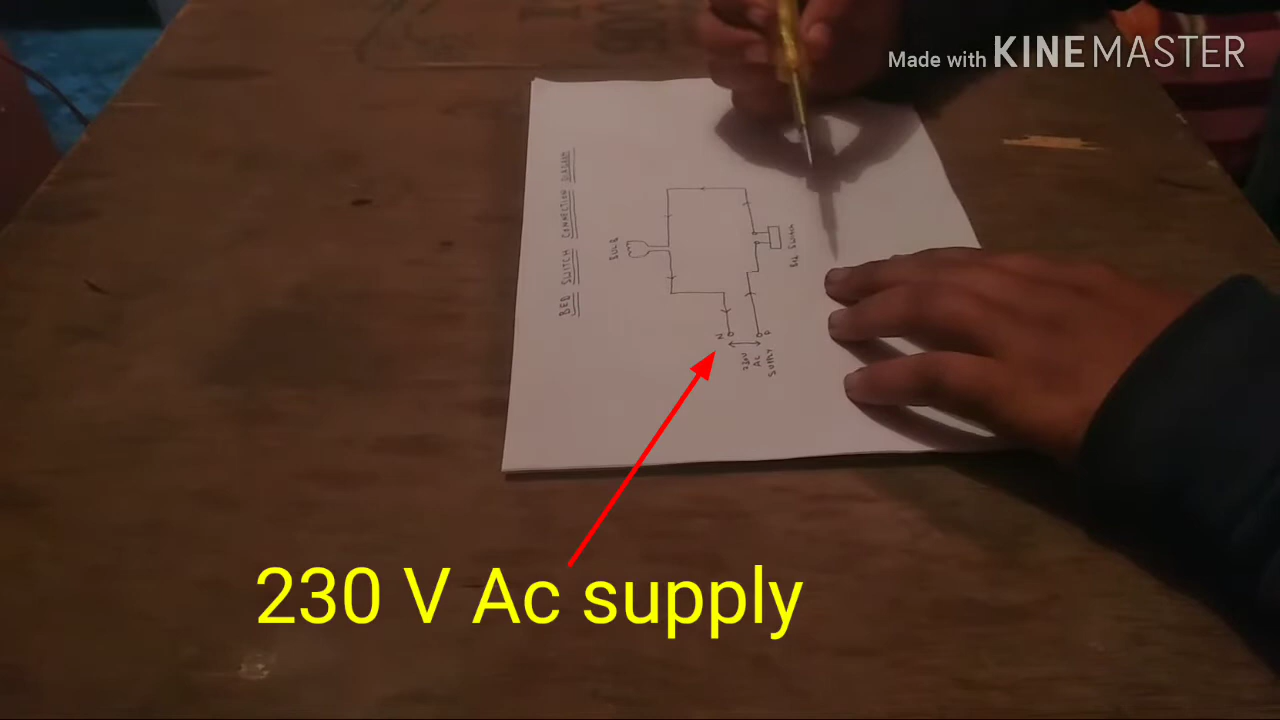 Made with KINEMASTER
BED SWITCH CONNECTION DIAGRAM
BULB
BED SWITCH
N
P
230V
AC
SUPPLY
230 V Ac supply